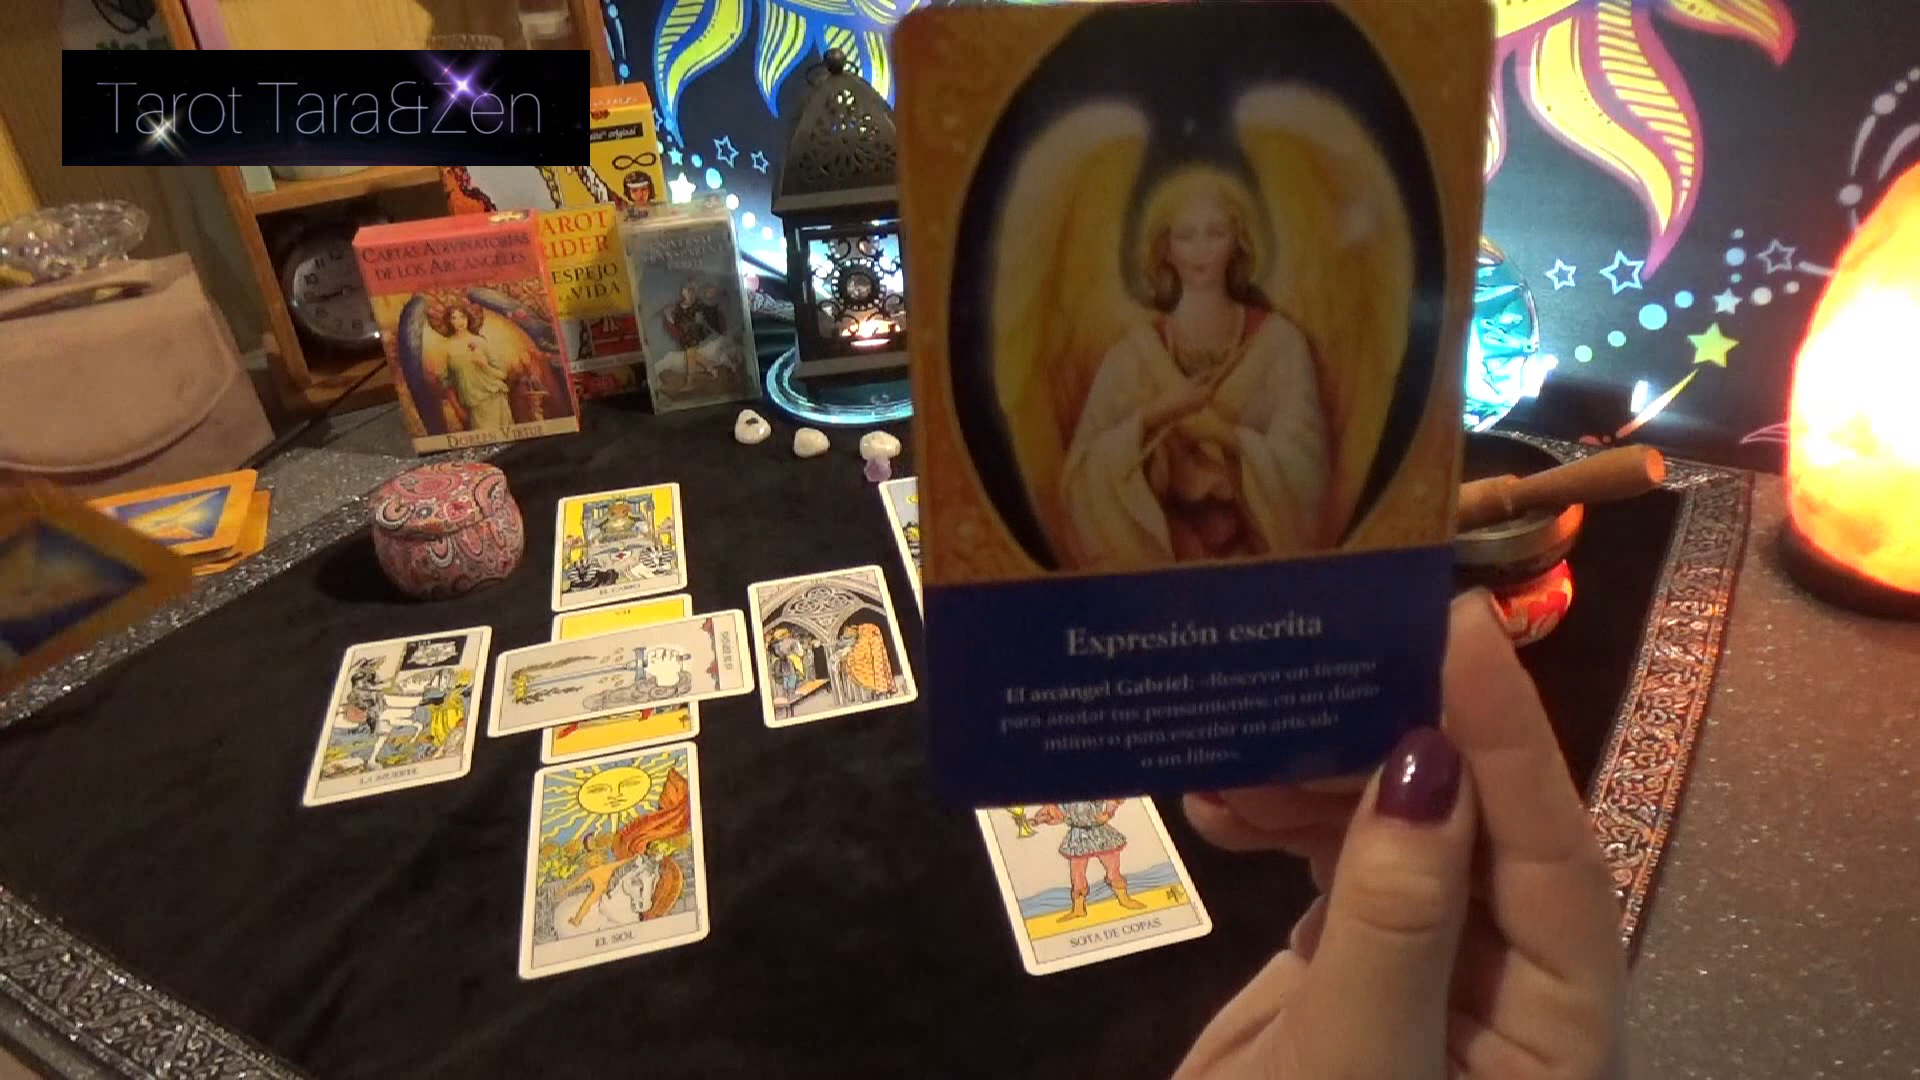 Tarot Tara&Zen
original
CARTAS ADIVINATORIAS
DE LOS ARCÁNGELES
DOREEN VIRTUE
TAROT
RIDER
ESPEJO
VIDA
EL CARRO
VII
LA MUERTE
EL SOL
SOTA DE COPAS
Expresión escrita
El arcángel Gabriel: «Reserva un tiempo
para anotar tus pensamientos en un diario
íntimo o para escribir un artículo
o un libro».